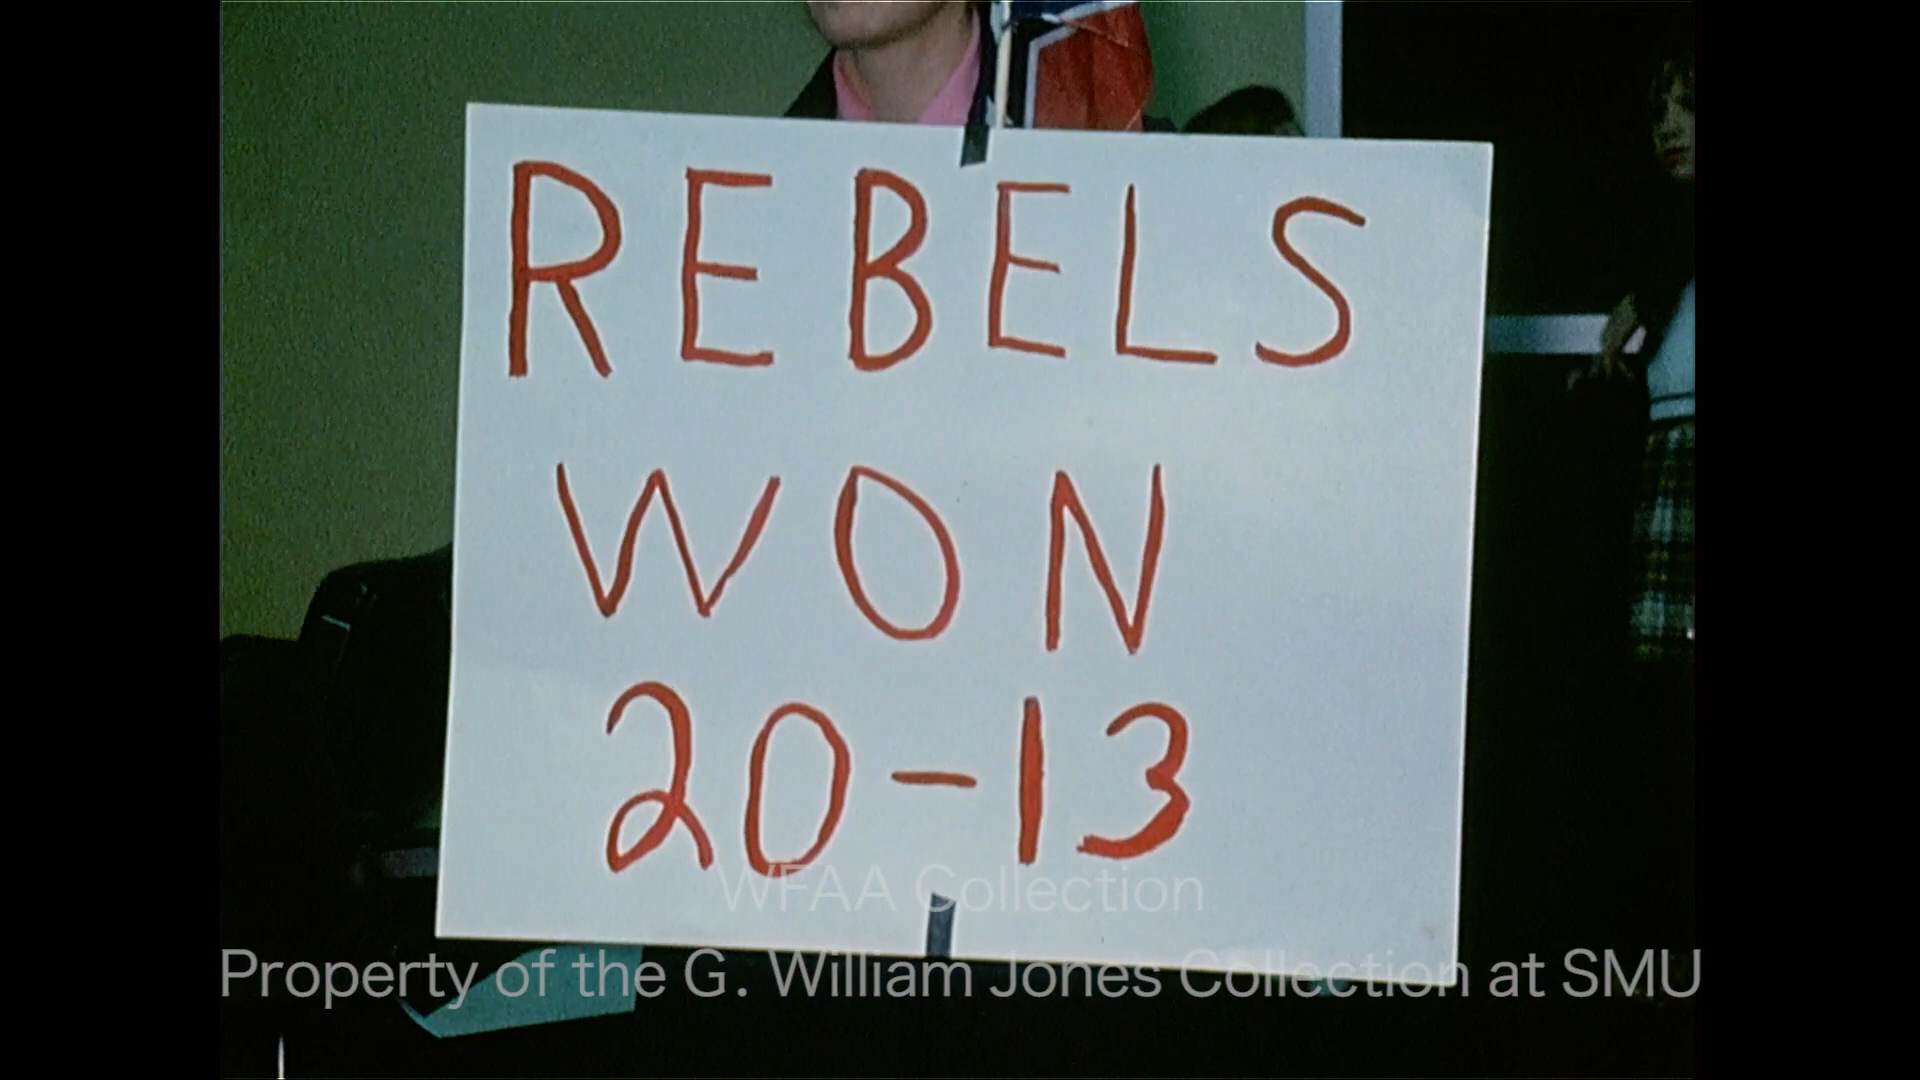 REBELS
WON
20-13
WFAA Collection
Property of the G. William Jones Collection at SMU